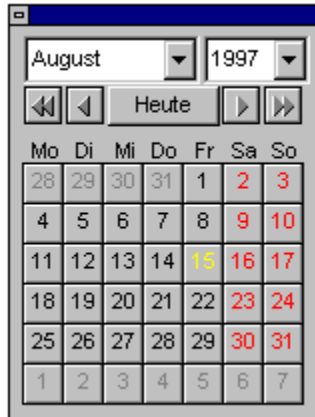 August 1997
Heute
Mo Di Mi Do Fr Sa So
28 29 30 31 1 2 3
4 5 6 7 8 9 10
11 12 13 14 15 16 17
18 19 20 21 22 23 24
25 26 27 28 29 30 31
1 2 3 4 5 6 7